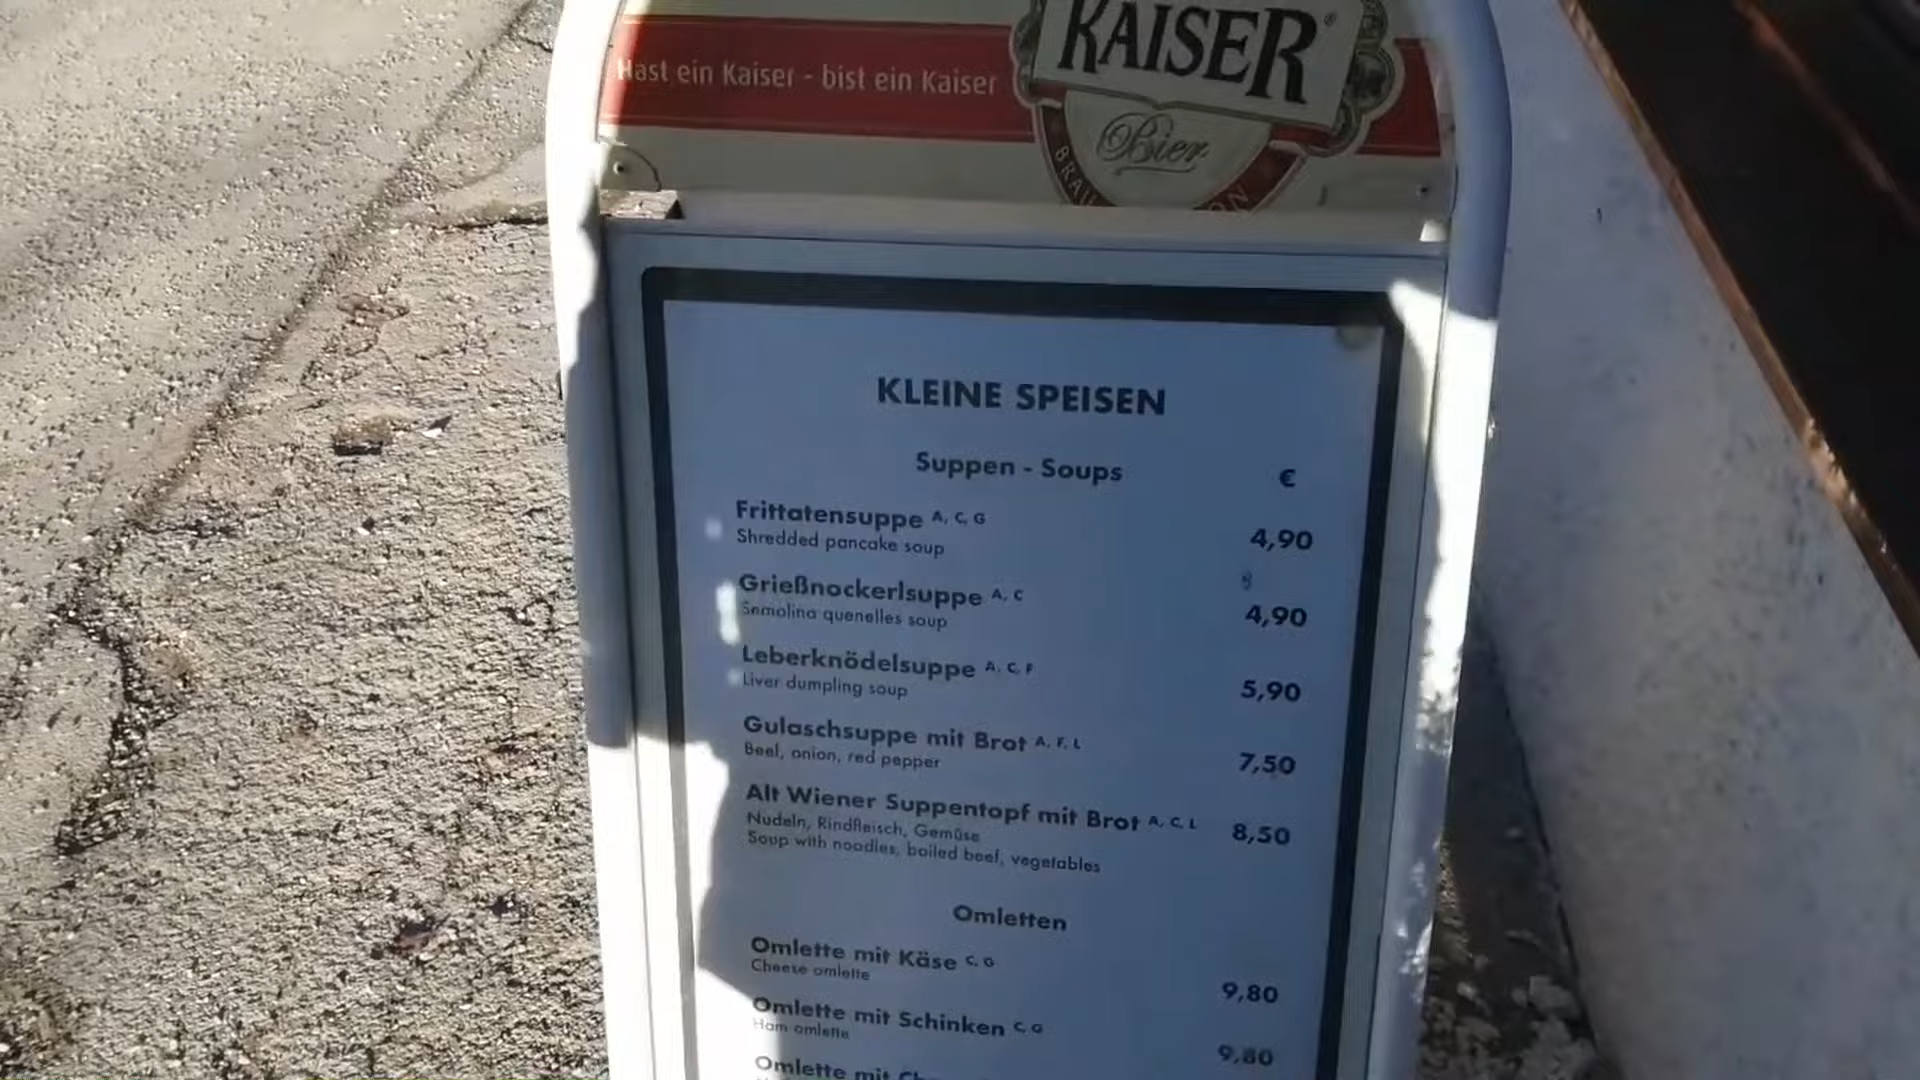 KAISER
Hast ein Kaiser - bist ein Kaiser
Bier
KLEINE SPEISEN
Suppen - Soups €
Frittatensuppe A, C, G 4,90
Shredded pancake soup
Grießnockerlsuppe A, C 4,90
Semolina quenelles soup
Leberknödelsuppe A, C, F 5,90
Liver dumpling soup
Gulaschsuppe mit Brot A, F, L 7,50
Beef, onion, red pepper
Alt Wiener Suppentopf mit Brot A, C, L 8,50
Nudeln, Rindfleisch, Gemüse
Soup with noodles, boiled beef, vegetables
Omletten
Omlette mit Käse C, G 9,80
Cheese omlette
Omlette mit Schinken C, G 9,80
Ham omlette
Omlette mit